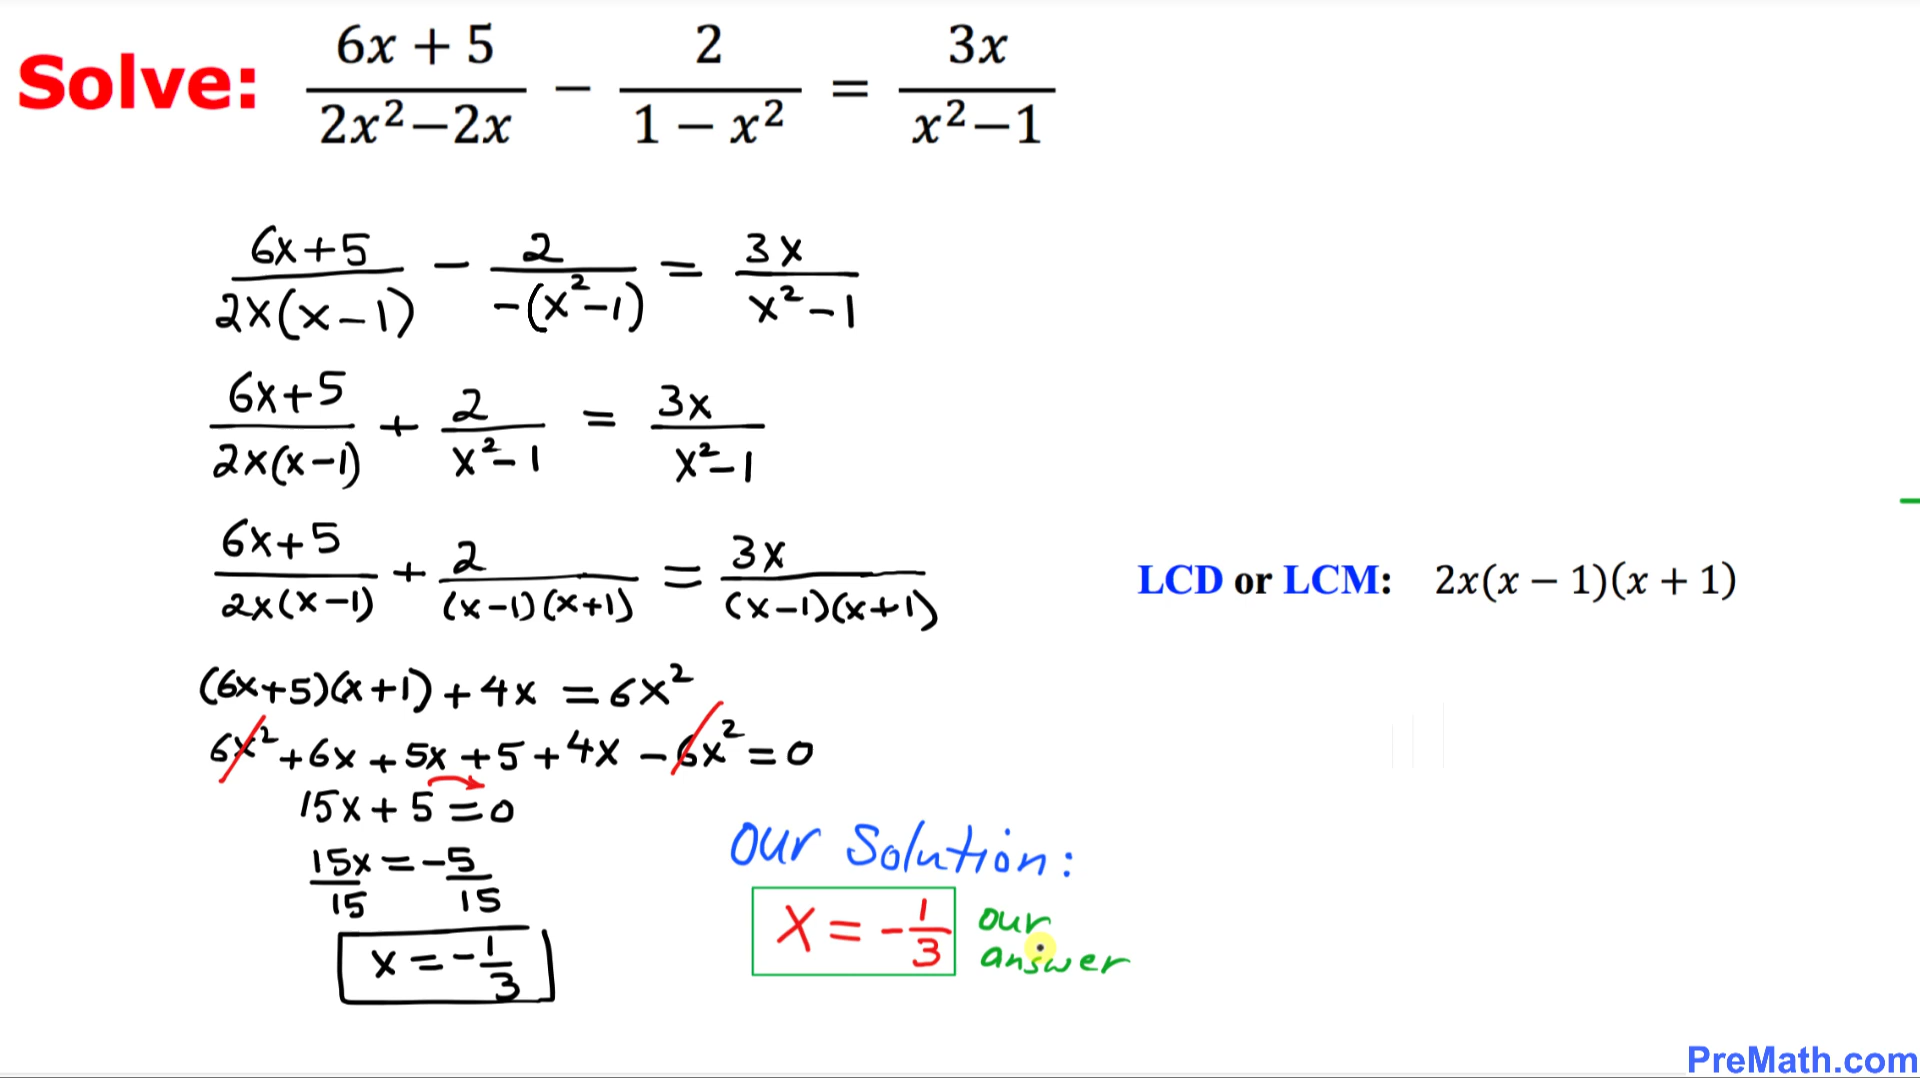 Solve: (6x + 5)/(2x²−2x) − 2/(1 − x²) = 3x/(x²−1)
(6x+5)/(2x(x−1)) − 2/(−(x²−1)) = 3x/(x²−1)
(6x+5)/(2x(x−1)) + 2/(x²−1) = 3x/(x²−1)
(6x+5)/(2x(x−1)) + 2/((x−1)(x+1)) = 3x/((x−1)(x+1))
LCD or LCM: 2x(x − 1)(x + 1)
(6x+5)(x+1) + 4x = 6x²
6x² + 6x + 5x + 5 + 4x − 6x² = 0
15x + 5 = 0
15x/15 = −5/15
x = −1/3
our Solution:
x = −1/3 our answer
PreMath.com